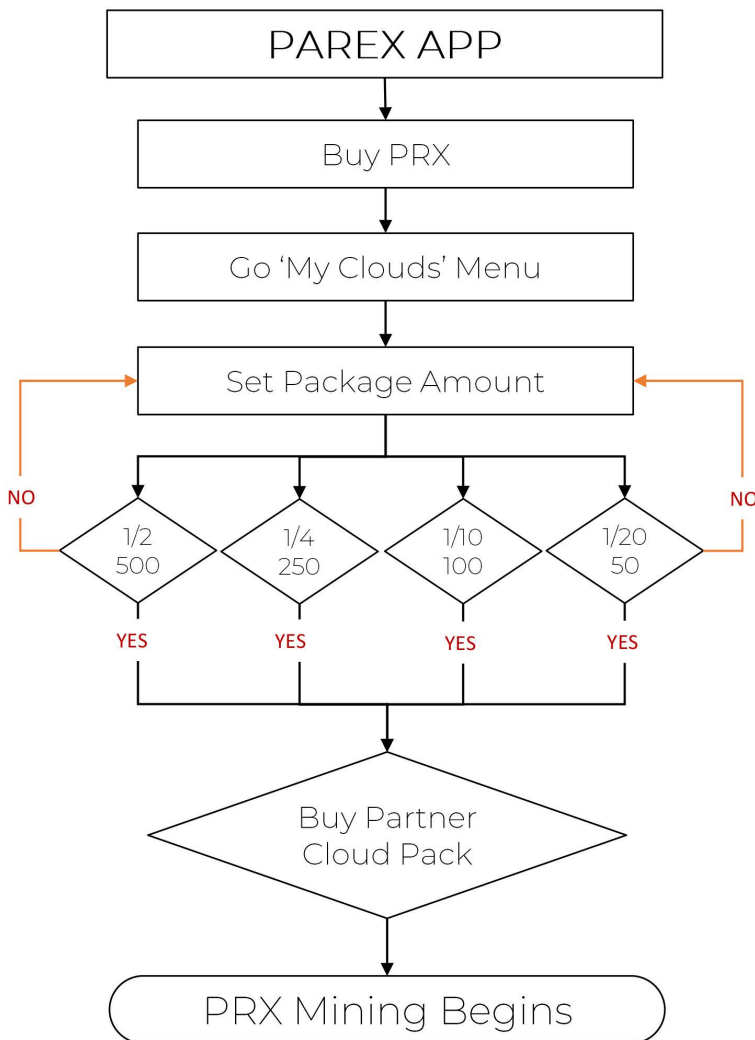 PAREX APP
Buy PRX
Go ‘My Clouds’ Menu
Set Package Amount
NO
NO
1/2
500
1/4
250
1/10
100
1/20
50
YES
YES
YES
YES
Buy Partner
Cloud Pack
PRX Mining Begins